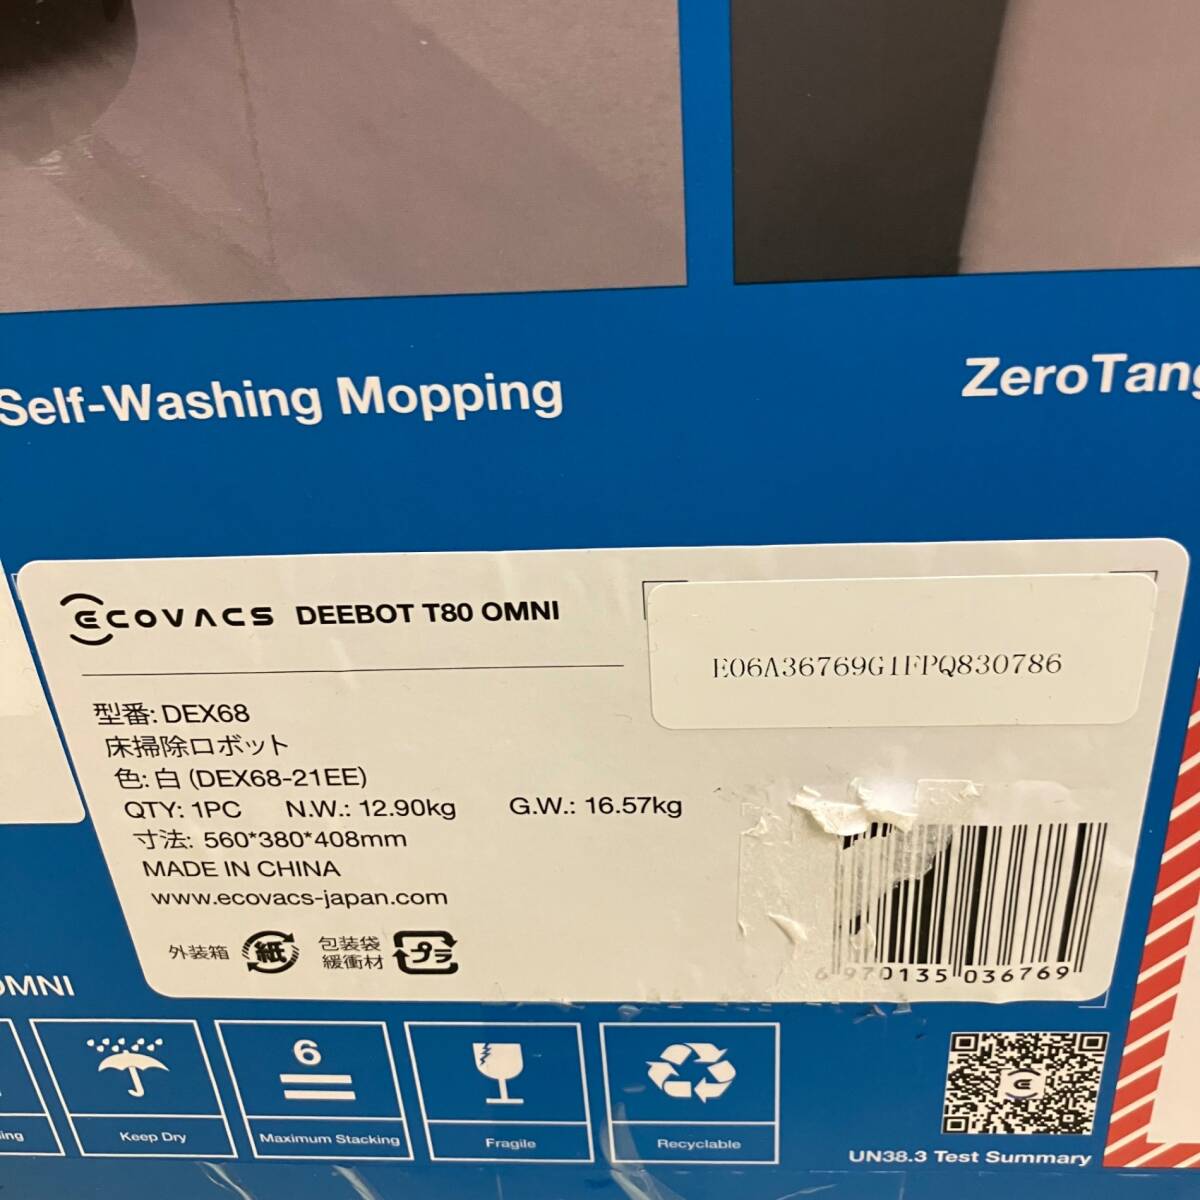 Self-Washing Mopping
ZeroTang
ECOVACS DEEBOT T80 OMNI
E06A36769G1FPQ830786
型番: DEX68
床掃除ロボット
色: 白 (DEX68-21EE)
QTY: 1PC N.W.: 12.90kg G.W.: 16.57kg
寸法: 560*380*408mm
MADE IN CHINA
www.ecovacs-japan.com
外装箱 紙 包装袋 緩衝材 プラ
6 970135 036769
OMNI
6
Keep Dry
Maximum Stacking
Fragile
Recyclable
UN38.3 Test Summary